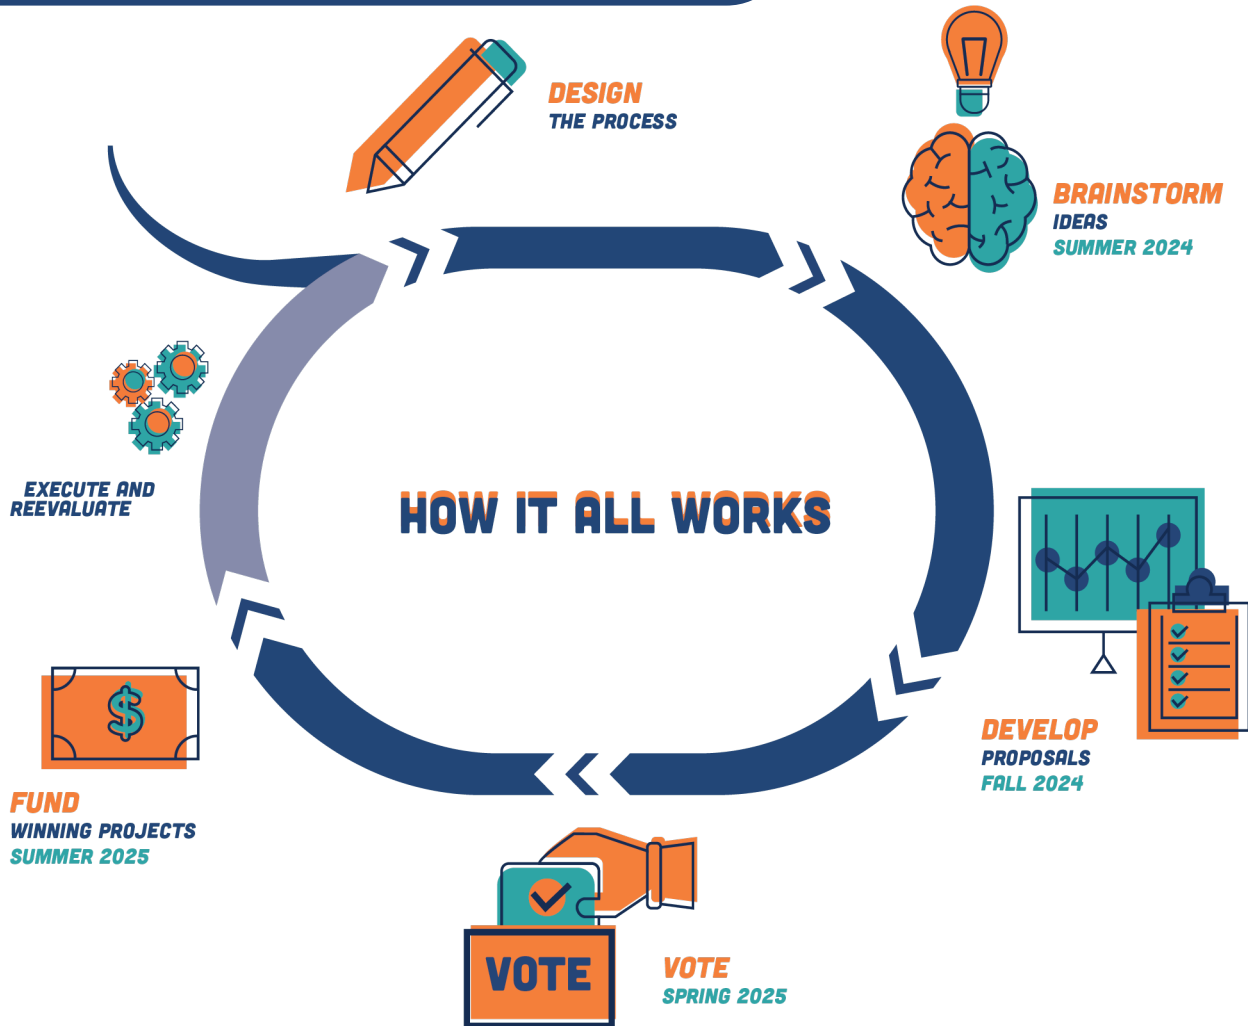 DESIGN
THE PROCESS
BRAINSTORM
IDEAS
SUMMER 2024
EXECUTE AND
REEVALUATE
HOW IT ALL WORKS
DEVELOP
PROPOSALS
FALL 2024
FUND
WINNING PROJECTS
SUMMER 2025
$
VOTE
VOTE
SPRING 2025